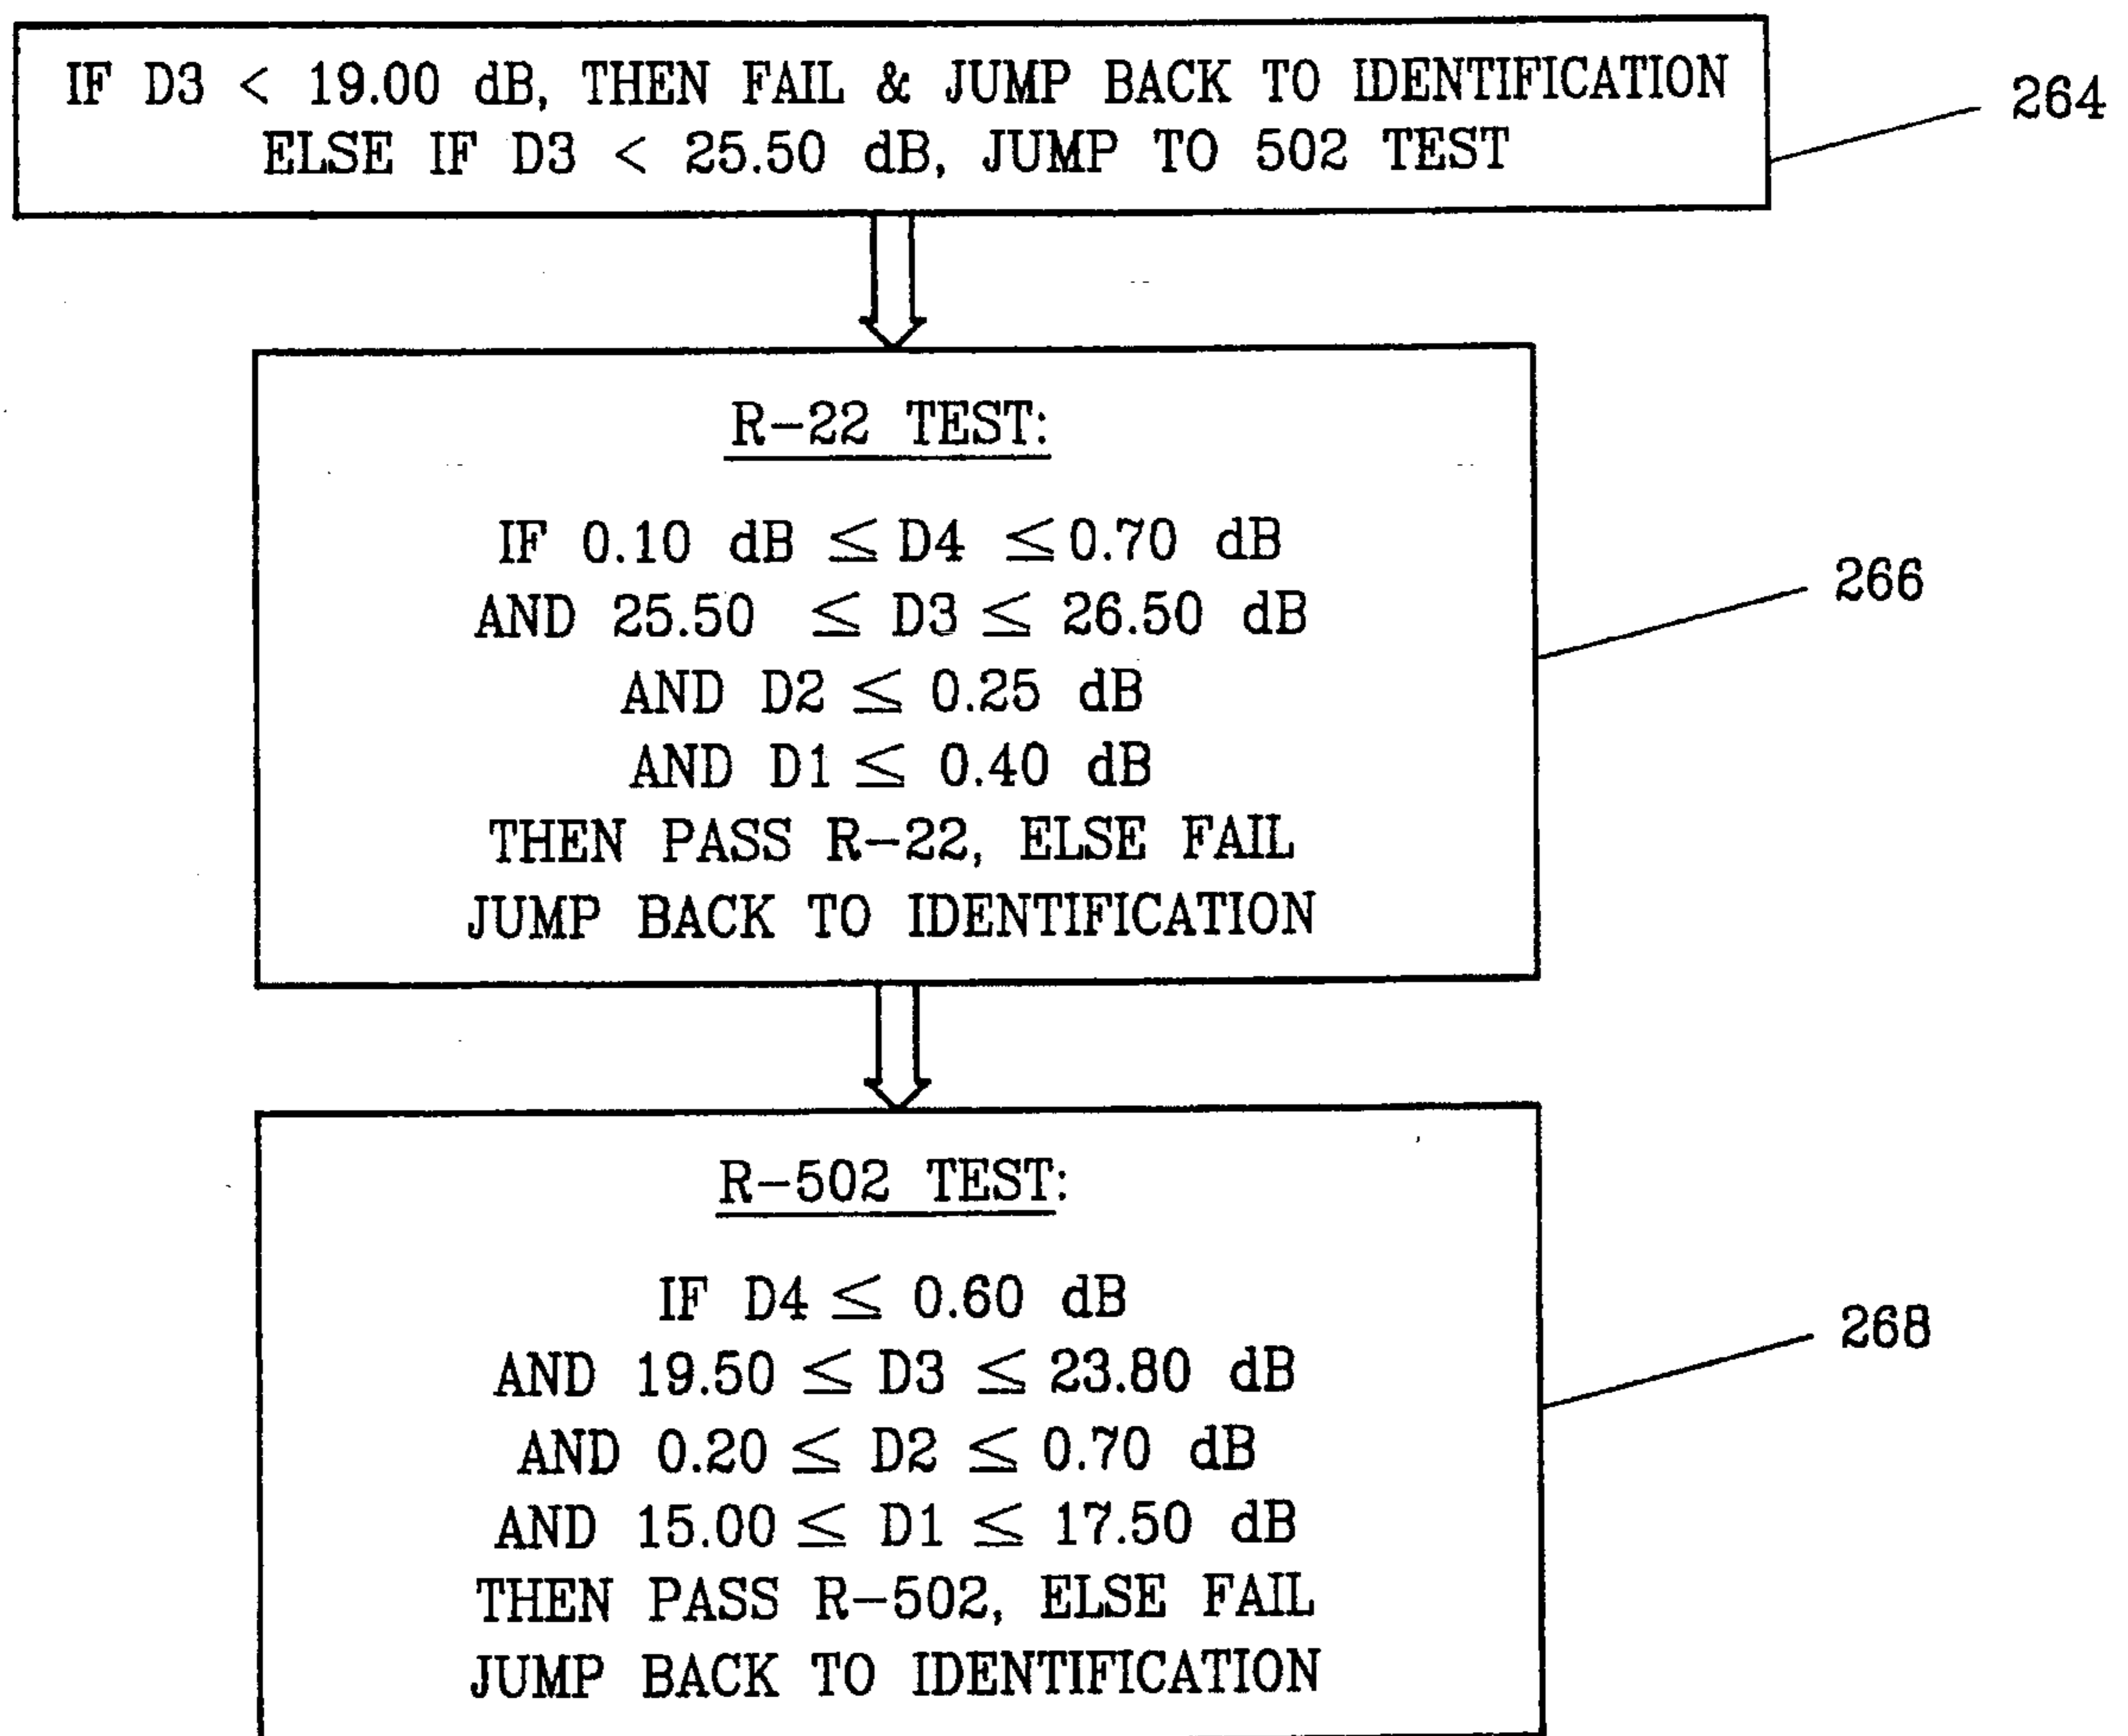 IF D3 < 19.00 dB, THEN FAIL & JUMP BACK TO IDENTIFICATION
ELSE IF D3 < 25.50 dB, JUMP TO 502 TEST
264
R-22 TEST:
IF 0.10 dB ≤ D4 ≤ 0.70 dB
AND 25.50 ≤ D3 ≤ 26.50 dB
AND D2 ≤ 0.25 dB
AND D1 ≤ 0.40 dB
THEN PASS R-22, ELSE FAIL
JUMP BACK TO IDENTIFICATION
266
R-502 TEST:
IF D4 ≤ 0.60 dB
AND 19.50 ≤ D3 ≤ 23.80 dB
AND 0.20 ≤ D2 ≤ 0.70 dB
AND 15.00 ≤ D1 ≤ 17.50 dB
THEN PASS R-502, ELSE FAIL
JUMP BACK TO IDENTIFICATION
268